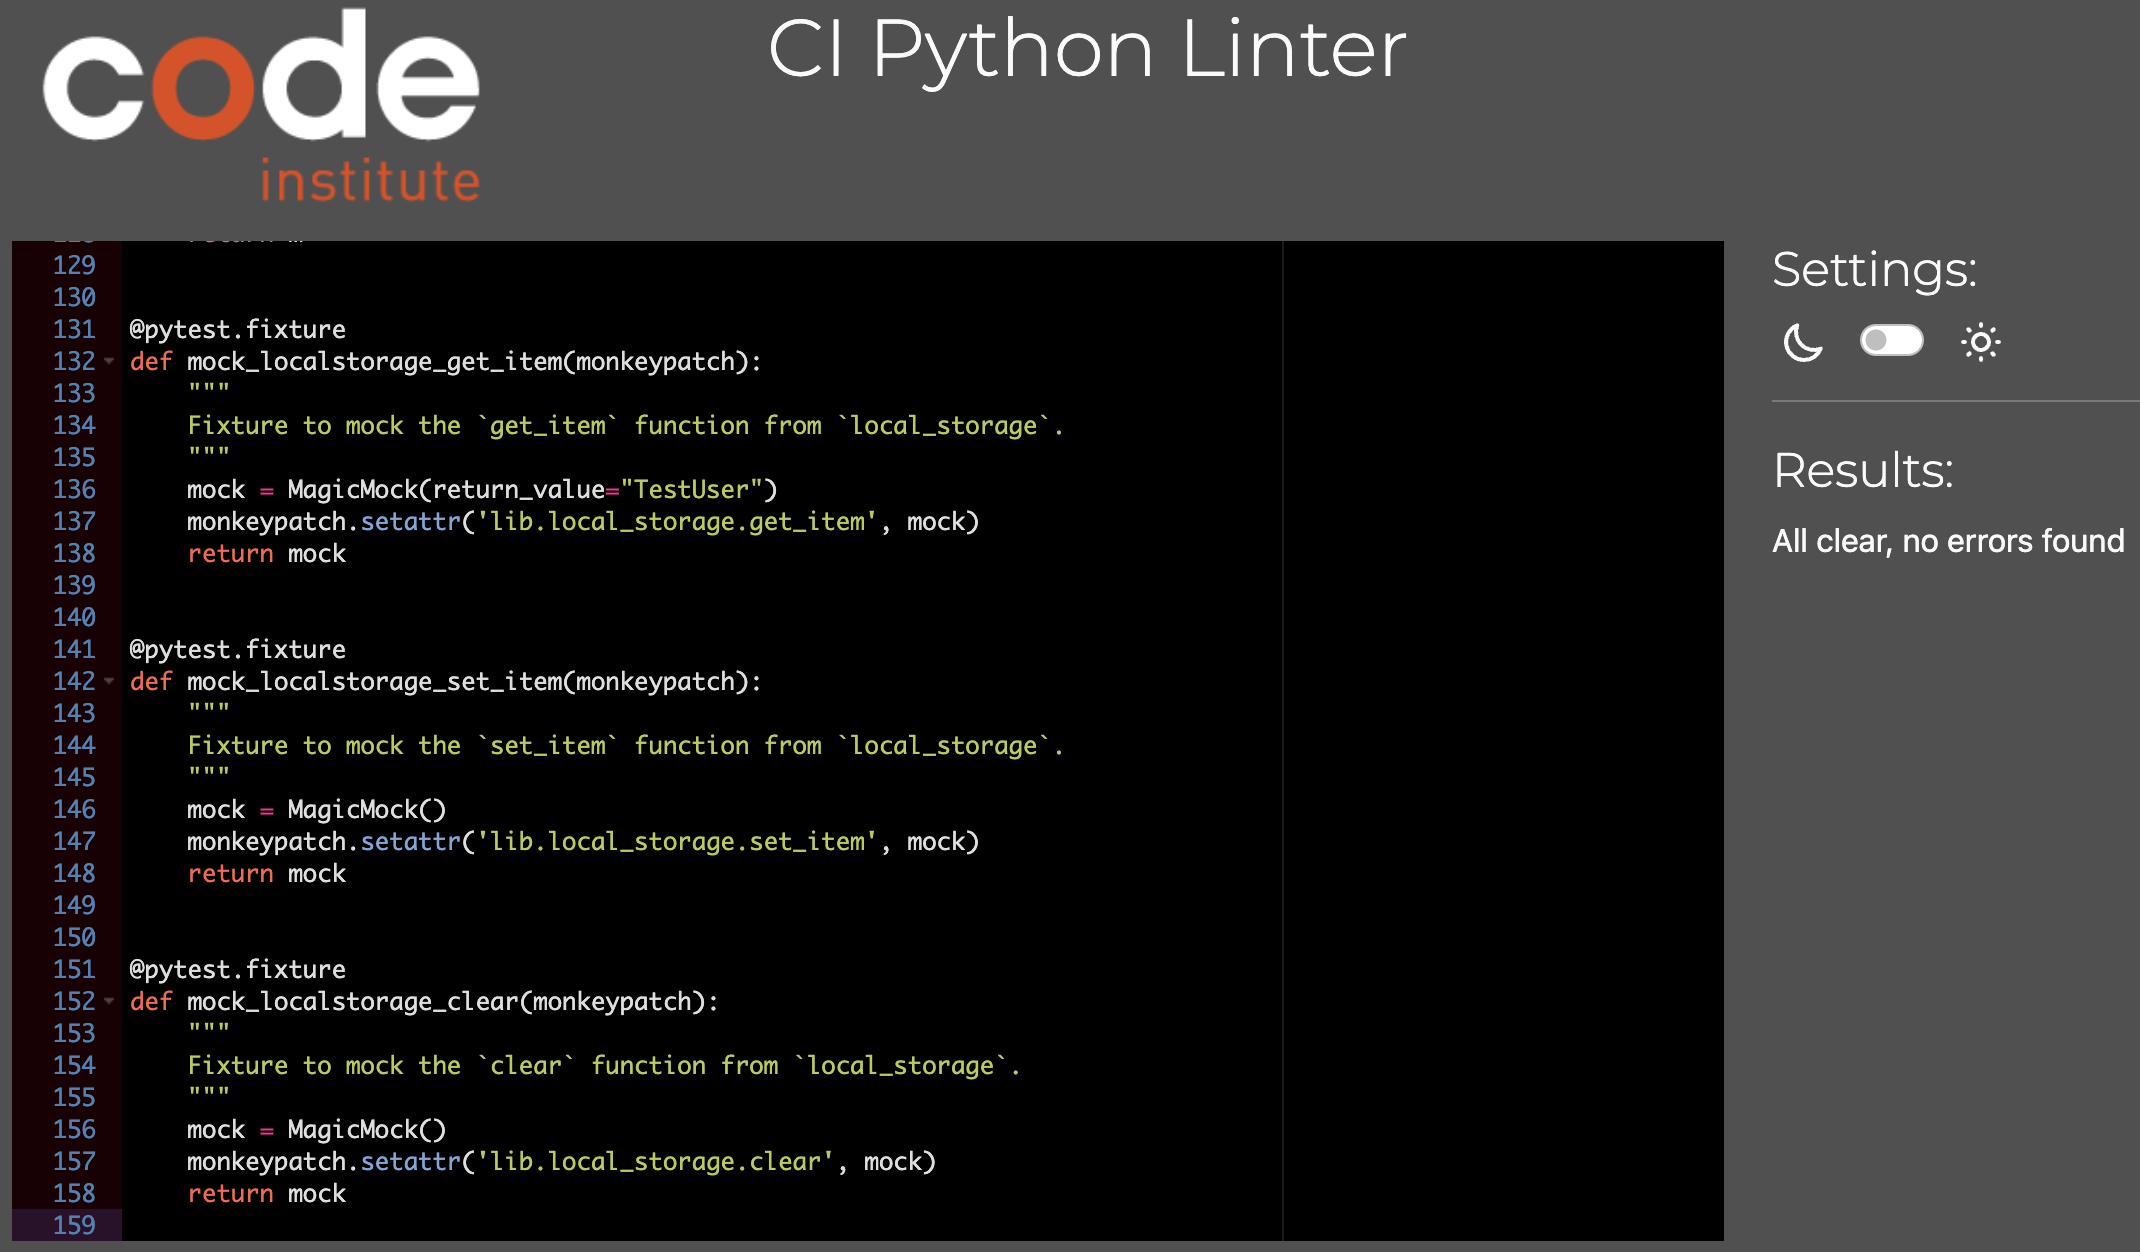 code
institute
CI Python Linter
129
130
131 @pytest.fixture
132 def mock_localstorage_get_item(monkeypatch):
133     """
134     Fixture to mock the `get_item` function from `local_storage`.
135     """
136     mock = MagicMock(return_value="TestUser")
137     monkeypatch.setattr('lib.local_storage.get_item', mock)
138     return mock
139
140
141 @pytest.fixture
142 def mock_localstorage_set_item(monkeypatch):
143     """
144     Fixture to mock the `set_item` function from `local_storage`.
145     """
146     mock = MagicMock()
147     monkeypatch.setattr('lib.local_storage.set_item', mock)
148     return mock
149
150
151 @pytest.fixture
152 def mock_localstorage_clear(monkeypatch):
153     """
154     Fixture to mock the `clear` function from `local_storage`.
155     """
156     mock = MagicMock()
157     monkeypatch.setattr('lib.local_storage.clear', mock)
158     return mock
159
Settings:
Results:
All clear, no errors found